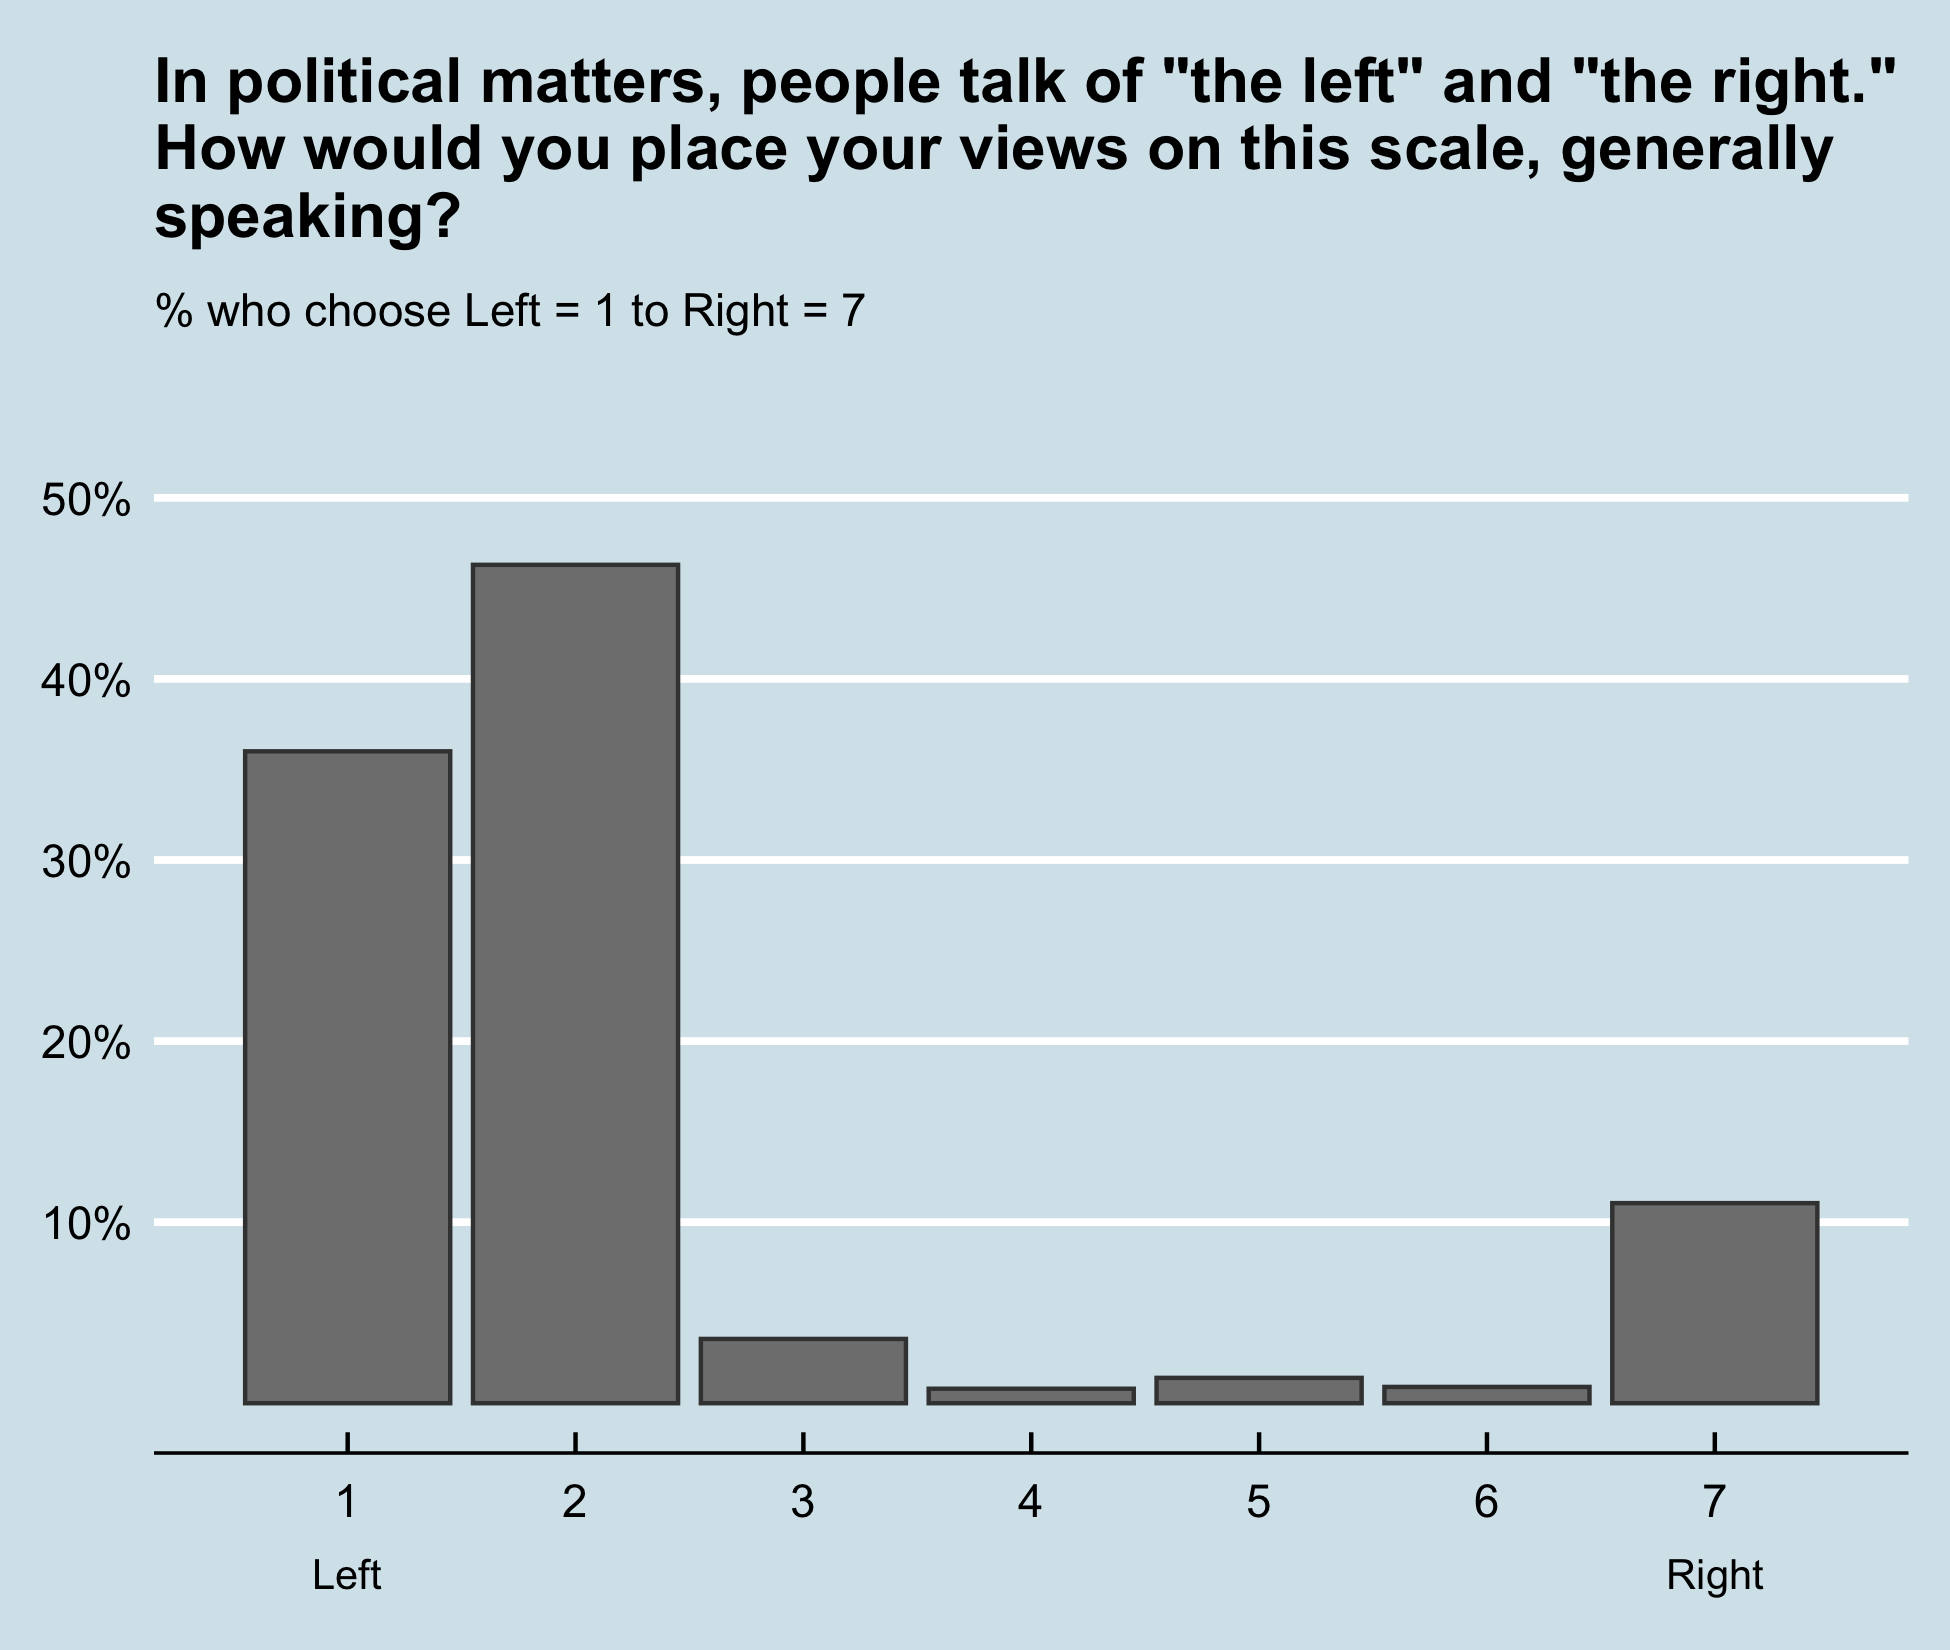 In political matters, people talk of "the left" and "the right."
How would you place your views on this scale, generally
speaking?
% who choose Left = 1 to Right = 7
50%
40%
30%
20%
10%
1 2 3 4 5 6 7
Left Right